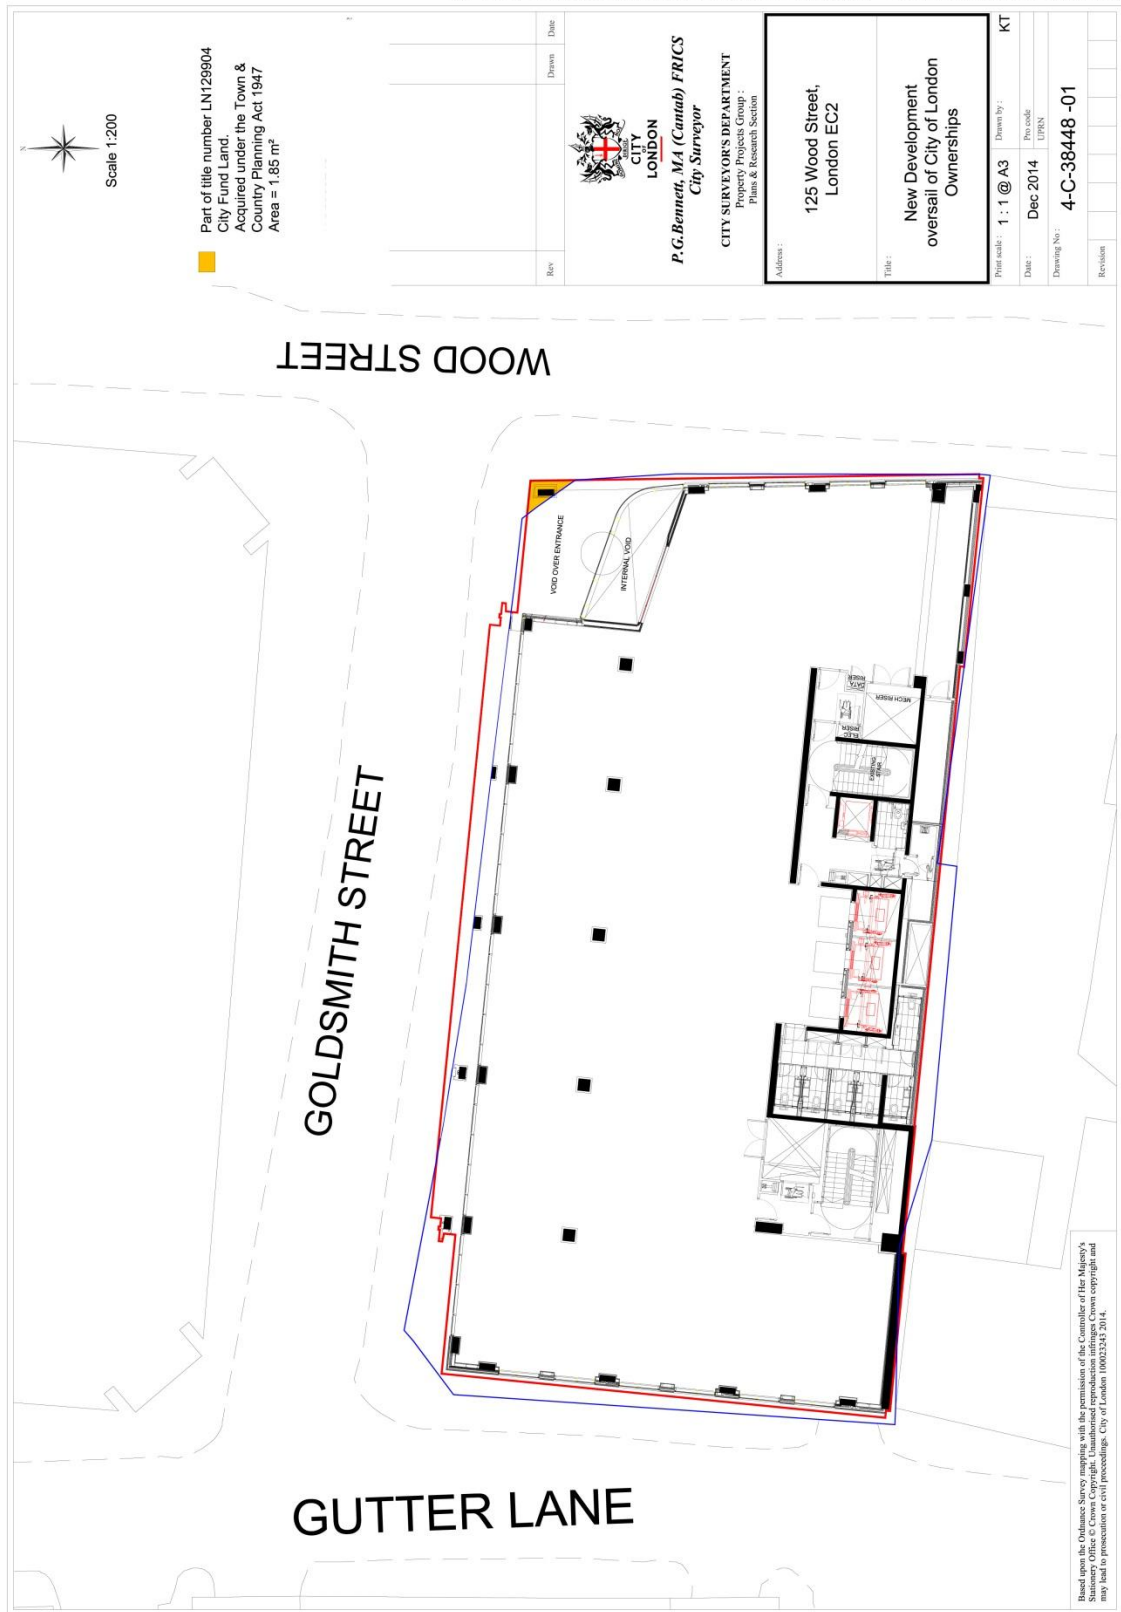 N
Scale 1:200
Part of title number LN129904
City Fund Land.
Acquired under the Town &
Country Planning Act 1947
Area = 1.85 m²
Rev
Drawn
Date
CITY
OF
LONDON
P.G.Bennett, MA (Cantab) FRICS
City Surveyor
CITY SURVEYOR'S DEPARTMENT
Property Projects Group :
Plans & Research Section
Address :
125 Wood Street,
London EC2
Title :
New Development
oversail of City of London
Ownerships
Print scale : 1 : 1 @ A3
Drawn by : KT
Date : Dec 2014
Pro code
UPRN
Drawing No :
4-C-38448 -01
Revision
WOOD STREET
GOLDSMITH STREET
GUTTER LANE
VOID OVER ENTRANCE
INTERNAL VOID
DATA
RISER
MECH RISER
ELEC
RISER
EXISTING
STAIR
Based upon the Ordnance Survey mapping with the permission of the Controller of Her Majesty's
Stationery Office © Crown Copyright. Unauthorised reproduction infringes Crown copyright and
may lead to prosecution or civil proceedings. City of London 100023243 2014.